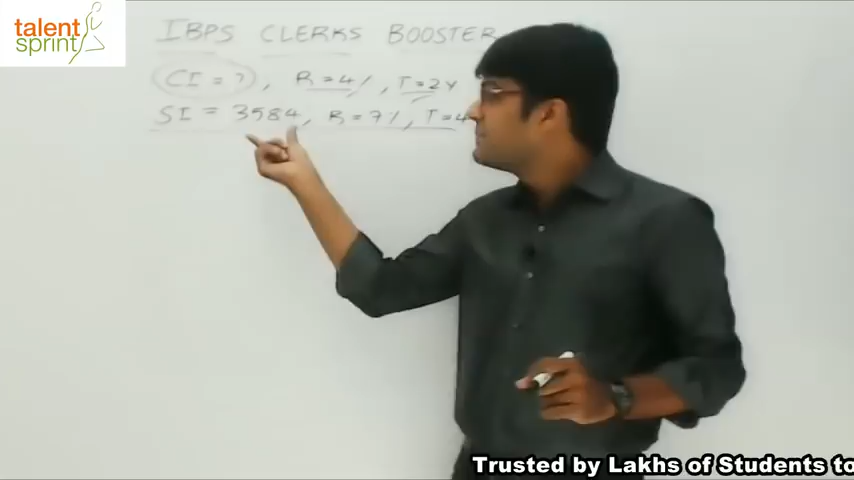 talent
sprint
IBPS CLERKS BOOSTER
CI = ?, R = 4%, T = 2Y
SI = 3584, R = 7%, T = 4
Trusted by Lakhs of Students to